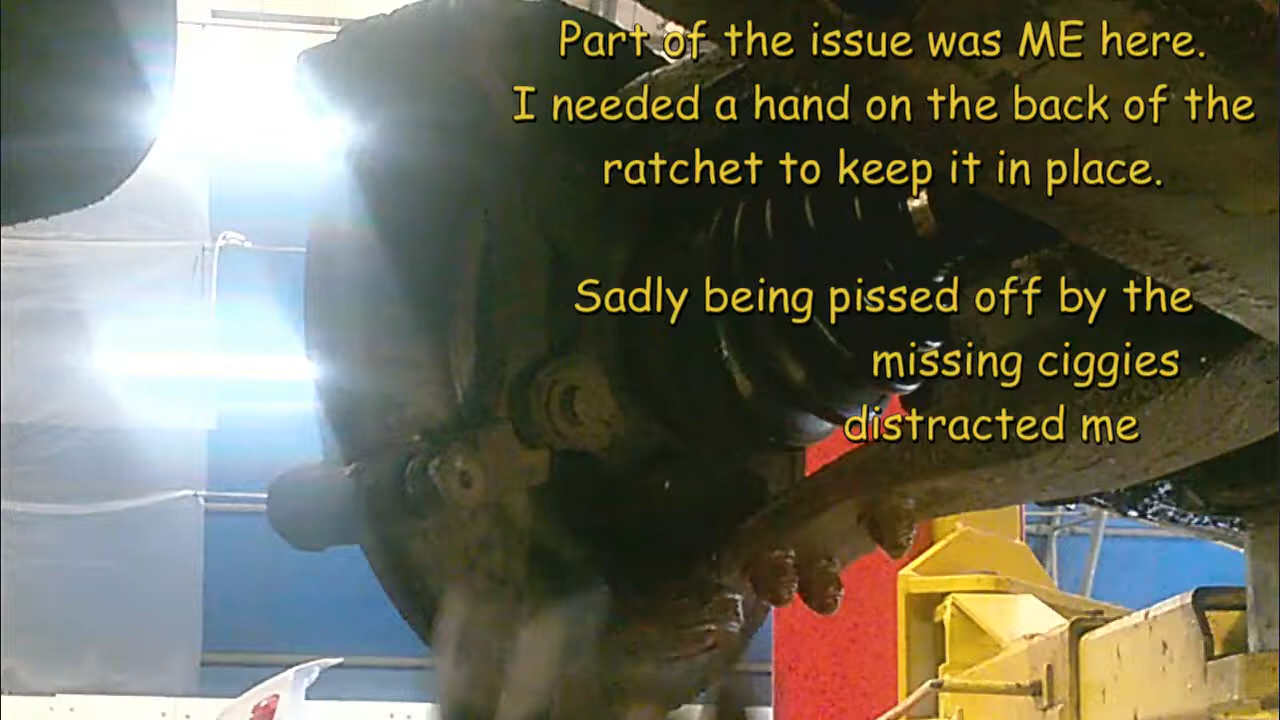 Part of the issue was ME here.
I needed a hand on the back of the
ratchet to keep it in place.
Sadly being pissed off by the
missing ciggies
distracted me